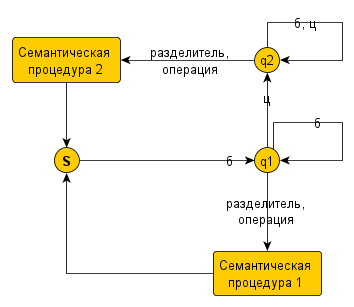 б, ц
Семантическая
процедура 2
разделитель,
операция
q2
ц
б
S
б
q1
разделитель,
операция
Семантическая
процедура 1